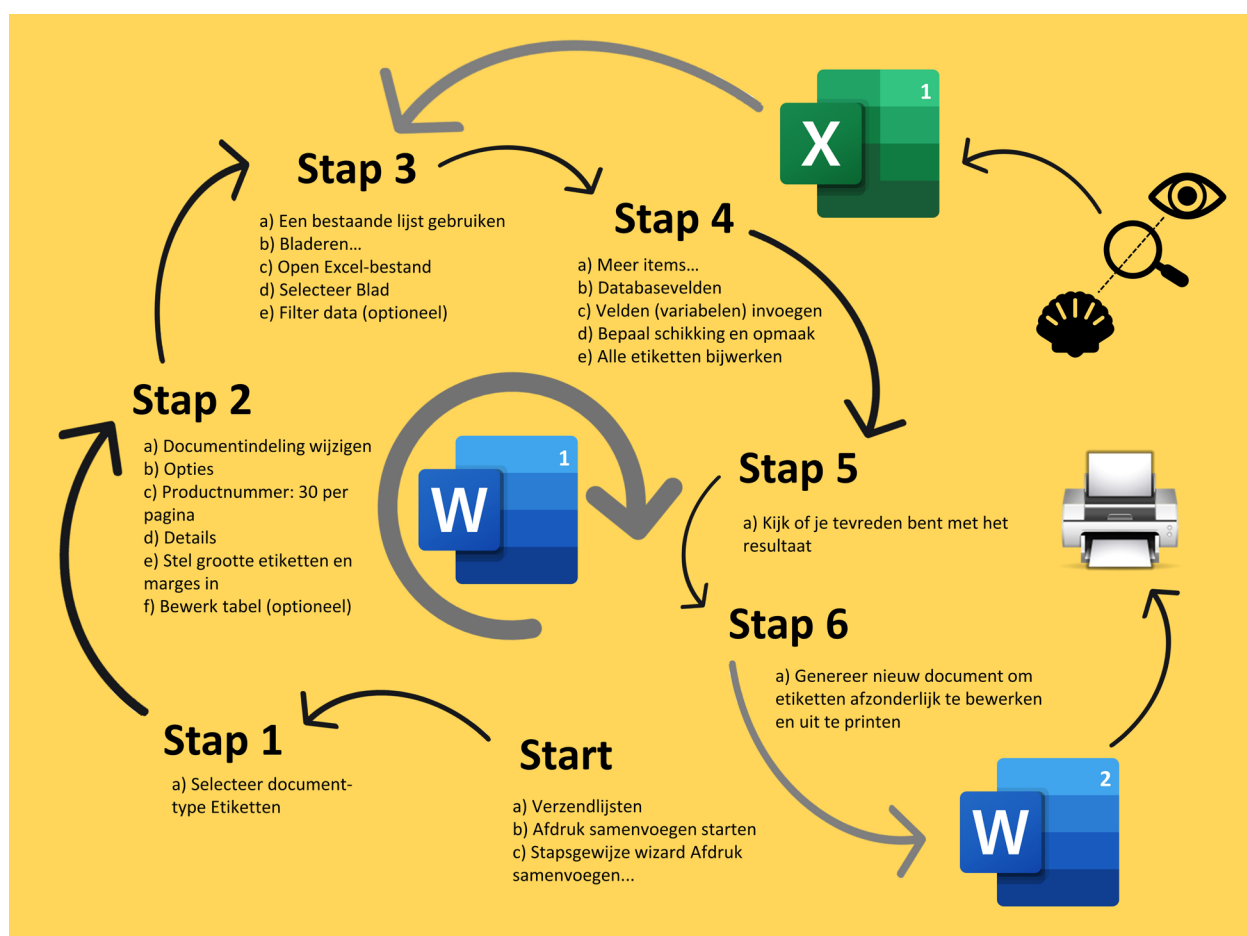 Start
a) Verzendlijsten
b) Afdruk samenvoegen starten
c) Stapsgewijze wizard Afdruk
samenvoegen...
Stap 1
a) Selecteer document-
type Etiketten
Stap 2
a) Documentindeling wijzigen
b) Opties
c) Productnummer: 30 per
pagina
d) Details
e) Stel grootte etiketten en
marges in
f) Bewerk tabel (optioneel)
Stap 3
a) Een bestaande lijst gebruiken
b) Bladeren…
c) Open Excel-bestand
d) Selecteer Blad
e) Filter data (optioneel)
X
1
Stap 4
a) Meer items…
b) Databasevelden
c) Velden (variabelen) invoegen
d) Bepaal schikking en opmaak
e) Alle etiketten bijwerken
W
1
Stap 5
a) Kijk of je tevreden bent met het
resultaat
Stap 6
a) Genereer nieuw document om
etiketten afzonderlijk te bewerken
en uit te printen
W
2